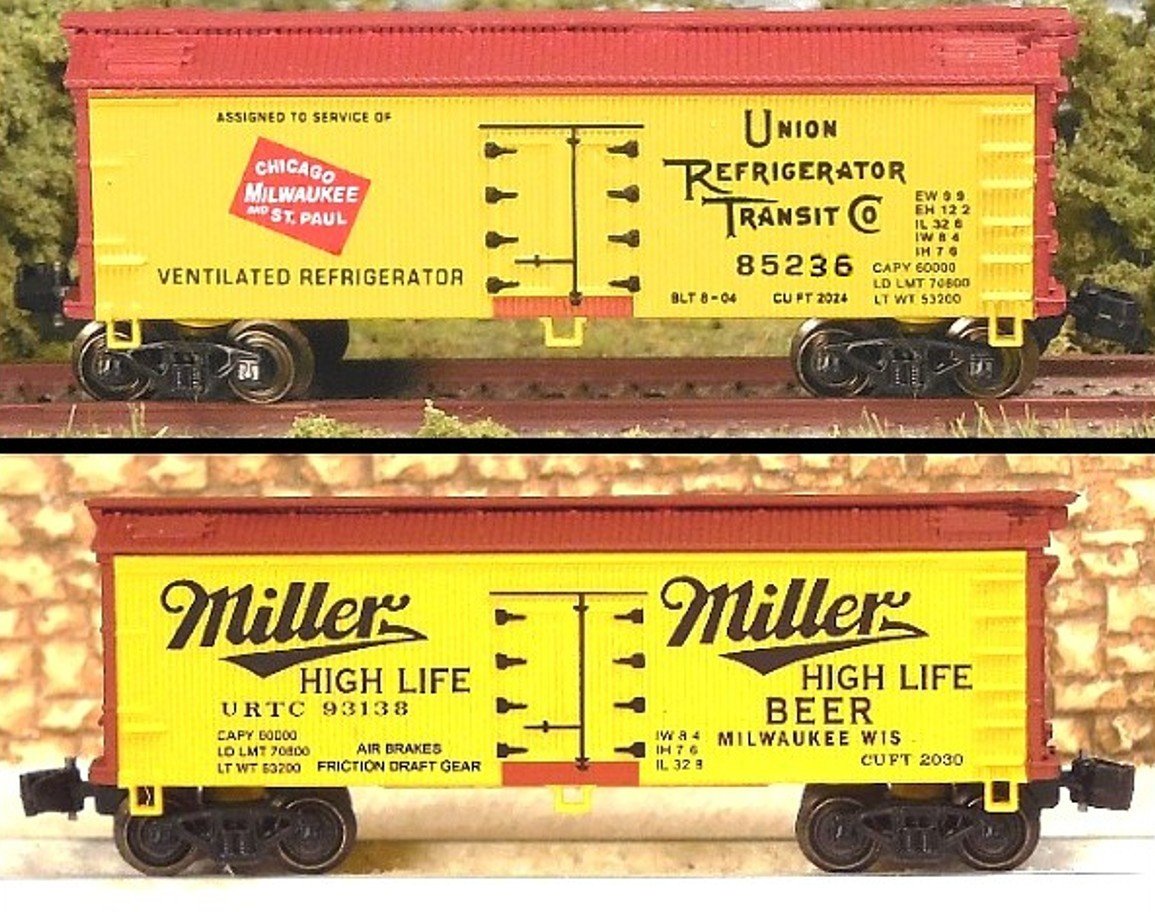 ASSIGNED TO SERVICE OF
CHICAGO
MILWAUKEE
AND ST. PAUL
VENTILATED REFRIGERATOR
UNION
REFRIGERATOR
TRANSIT CO
85236
BLT 8-04
CU FT 2024
EW 9 9
EH 12 2
IL 32 8
IW 8 4
IH 7 6
CAPY 60000
LD LMT 70800
LT WT 53200
Miller
HIGH LIFE
URTC 93138
CAPY 60000
LD LMT 70800
LT WT 53200
AIR BRAKES
FRICTION DRAFT GEAR
Miller
HIGH LIFE
BEER
MILWAUKEE WIS
IW 8 4
IH 7 6
IL 32 8
CU FT 2030